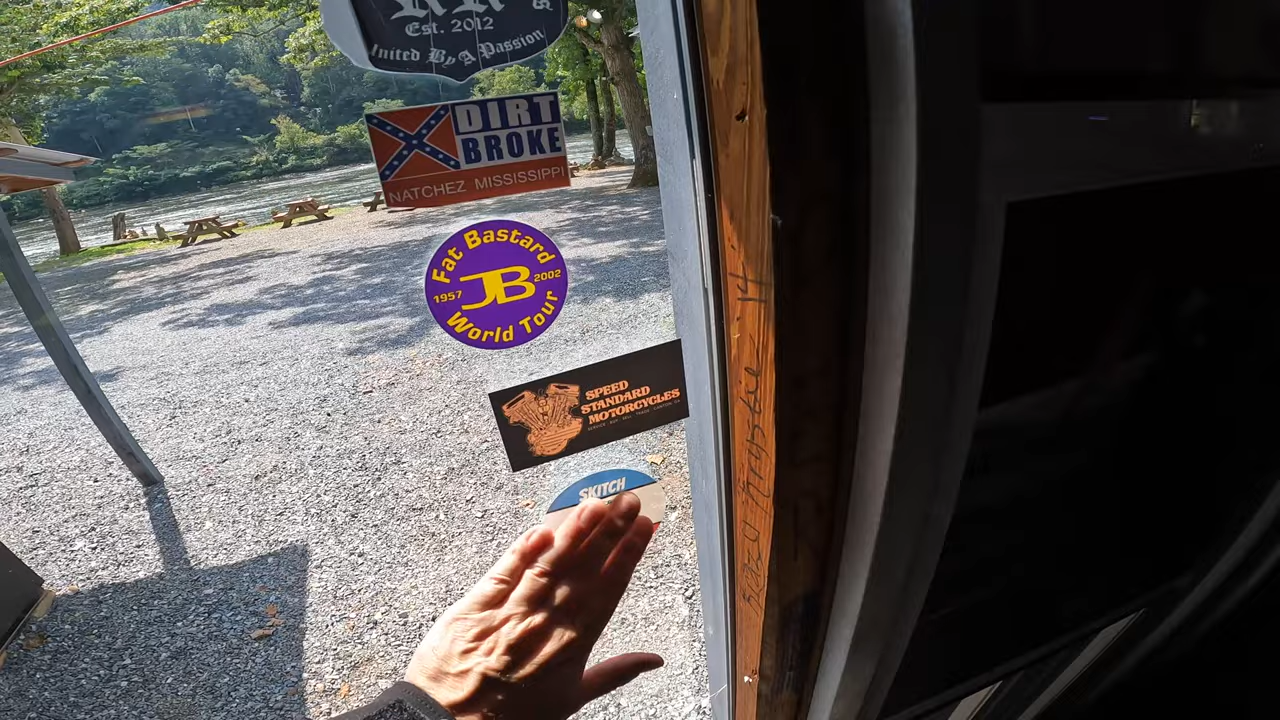 RR &
Est. 2012
United By A Passion
DIRT
BROKE
NATCHEZ MISSISSIPPI
Fat Bastard
1957 JB 2002
World Tour
SPEED
STANDARD
MOTORCYCLES
SKITCH